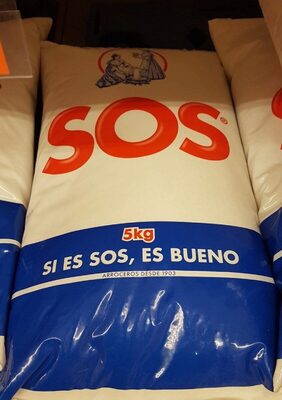 SOS®
5kg
SI ES SOS, ES BUENO
ARROCEROS DESDE 1903